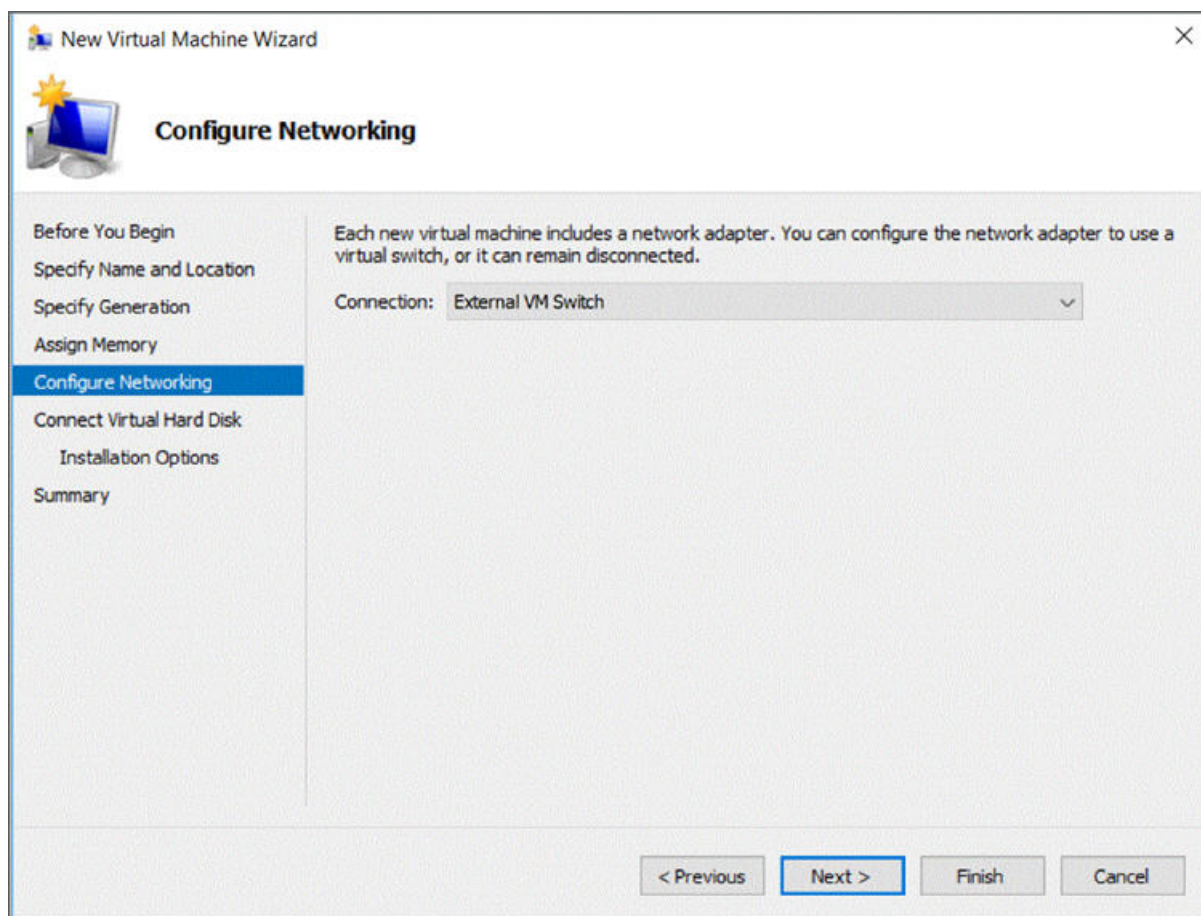 New Virtual Machine Wizard
Configure Networking
Before You Begin
Specify Name and Location
Specify Generation
Assign Memory
Configure Networking
Connect Virtual Hard Disk
Installation Options
Summary
Each new virtual machine includes a network adapter. You can configure the network adapter to use a
virtual switch, or it can remain disconnected.
Connection: External VM Switch
< Previous Next > Finish Cancel